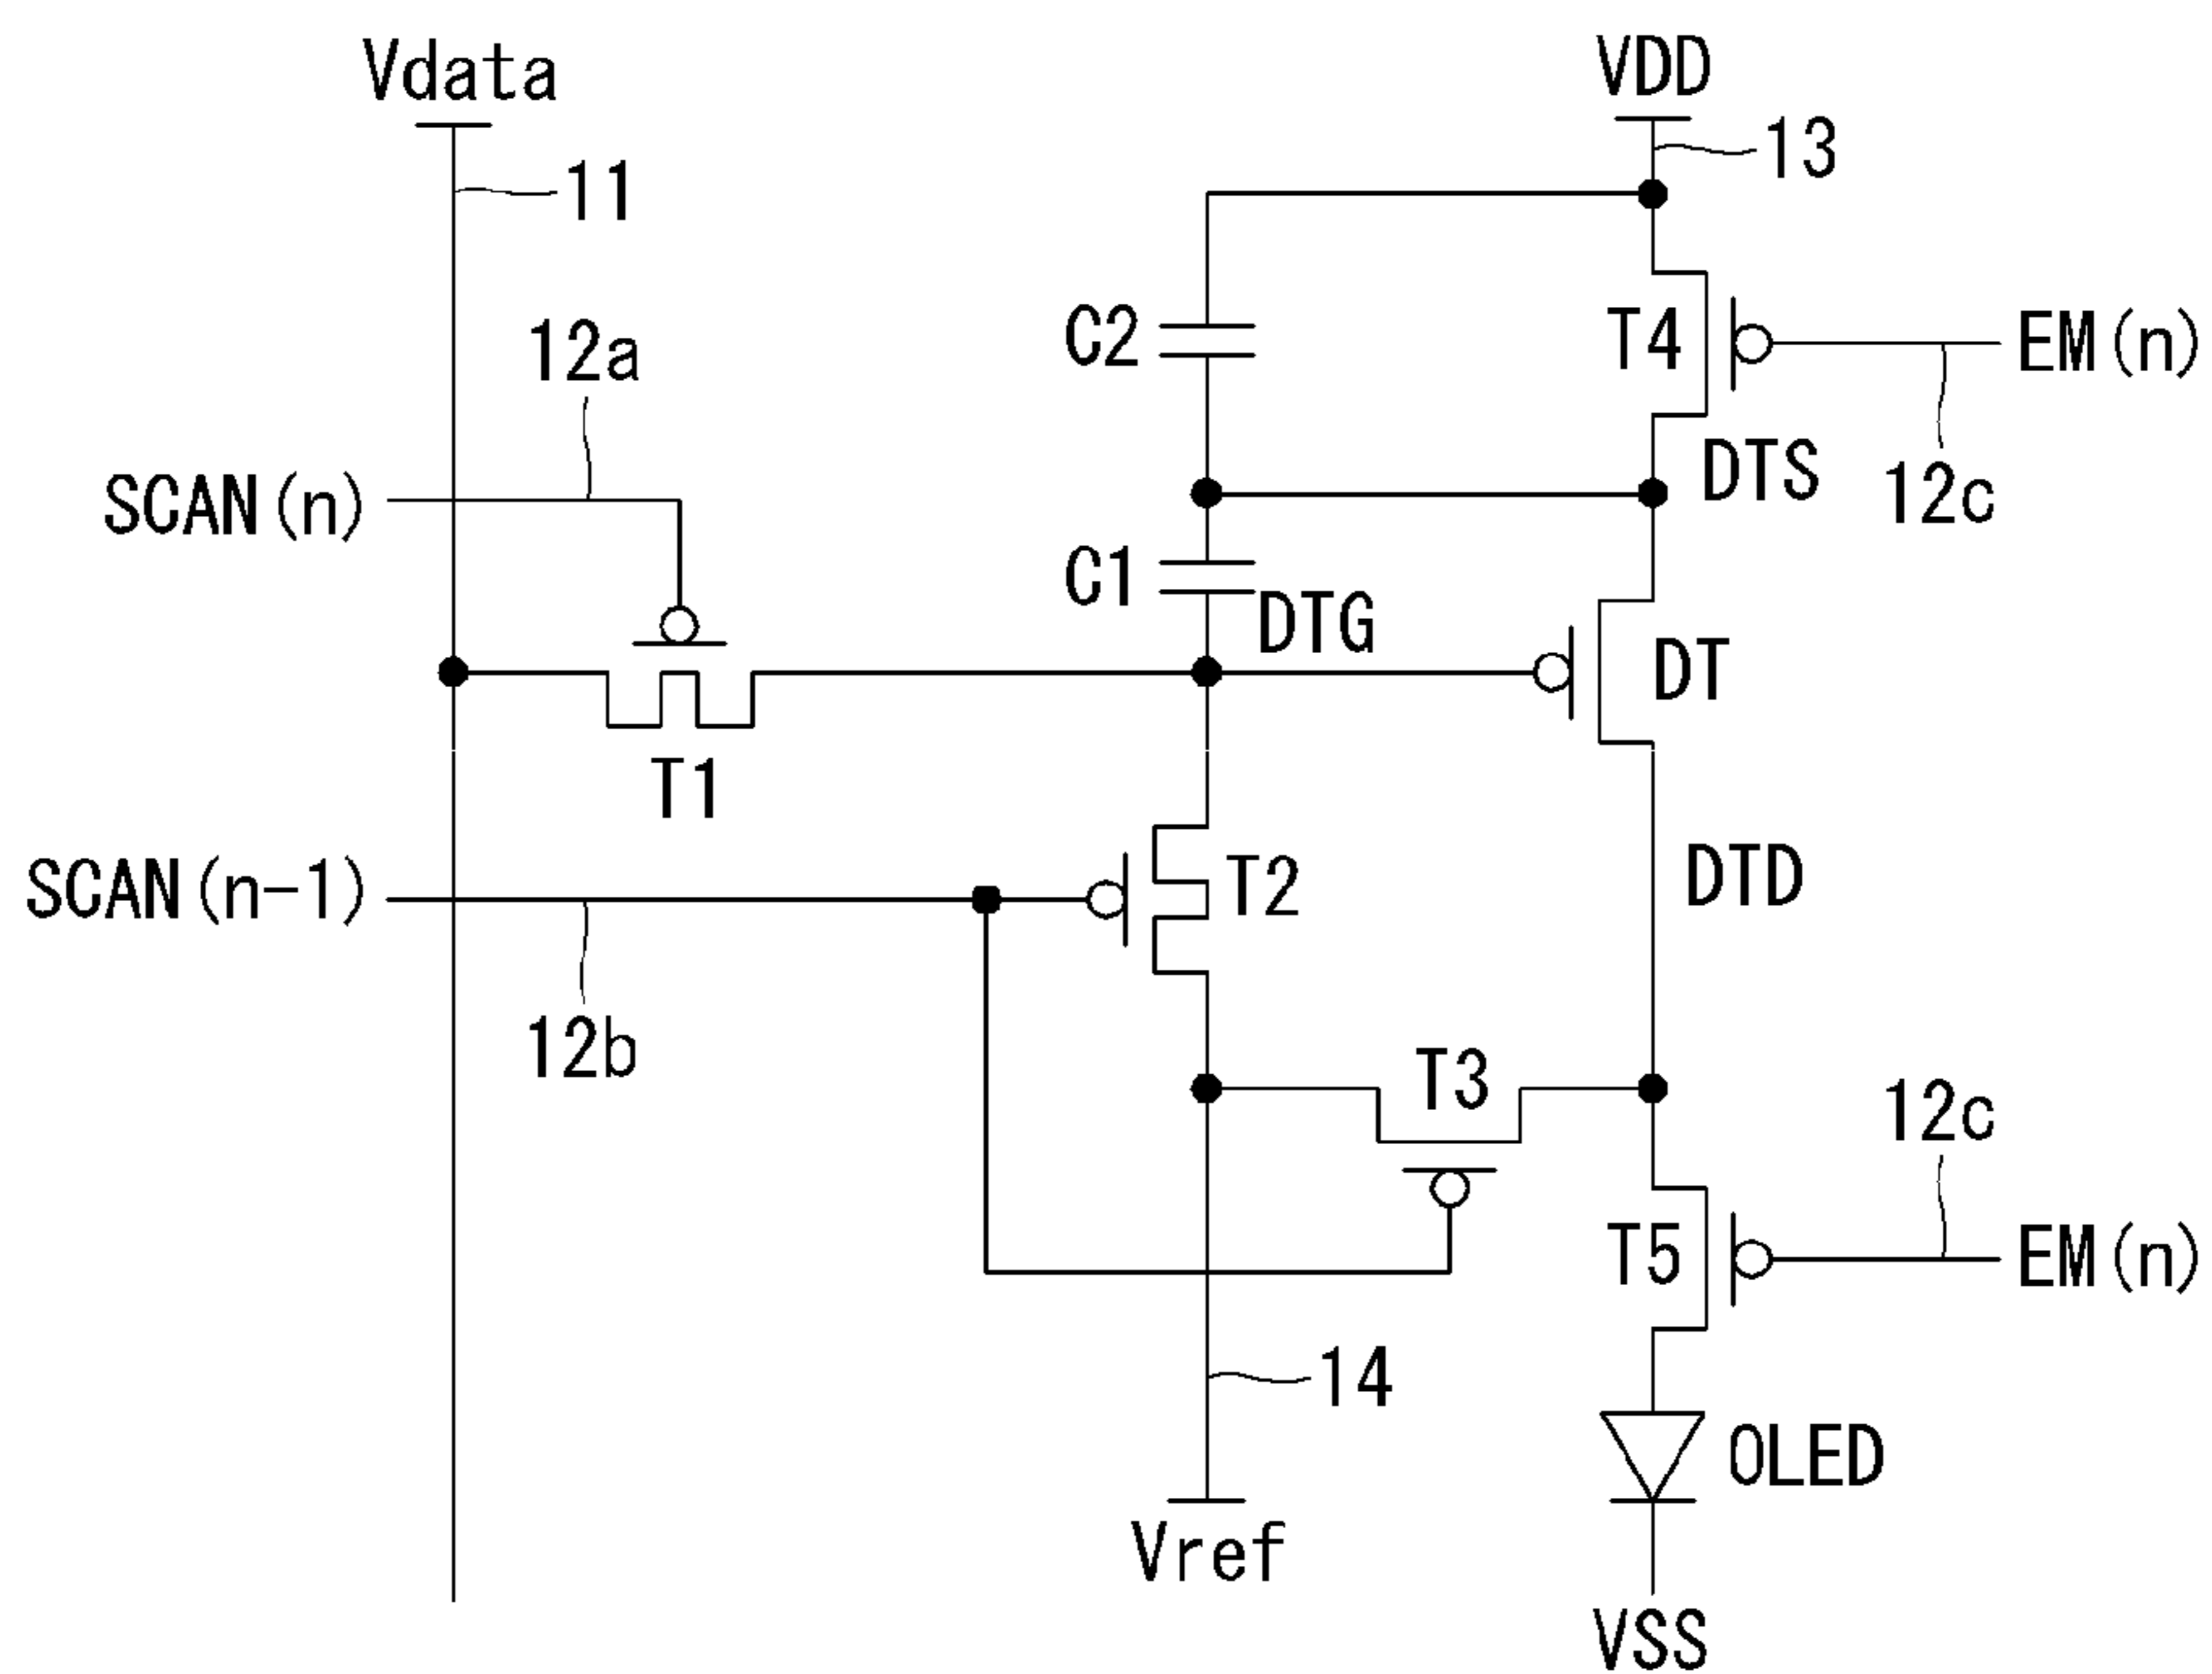 Vdata
VDD
13
11
12a
C2
T4
EM(n)
DTS
12c
SCAN(n)
C1
DTG
DT
T1
SCAN(n-1)
T2
DTD
12b
T3
12c
T5
EM(n)
14
OLED
Vref
VSS